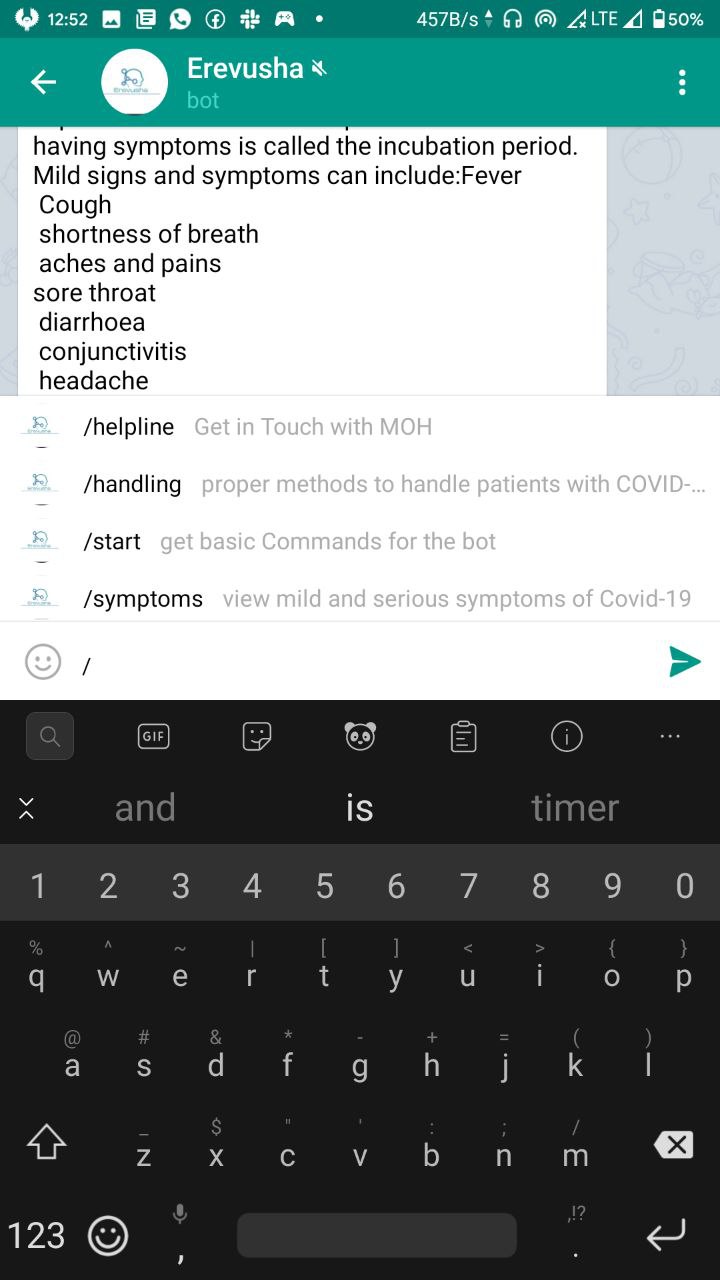 12:52 457B/s LTE 50%
Erevusha
bot
having symptoms is called the incubation period.
Mild signs and symptoms can include:Fever
Cough
shortness of breath
aches and pains
sore throat
diarrhoea
conjunctivitis
headache
/helpline Get in Touch with MOH
/handling proper methods to handle patients with COVID-...
/start get basic Commands for the bot
/symptoms view mild and serious symptoms of Covid-19
/
GIF
and is timer
1 2 3 4 5 6 7 8 9 0
% ^ ~ | [ ] < > { }
q w e r t y u i o p
@ # & * - + = ( )
a s d f g h j k l
_ $ " ' : ; /
z x c v b n m
,!?
123 , .